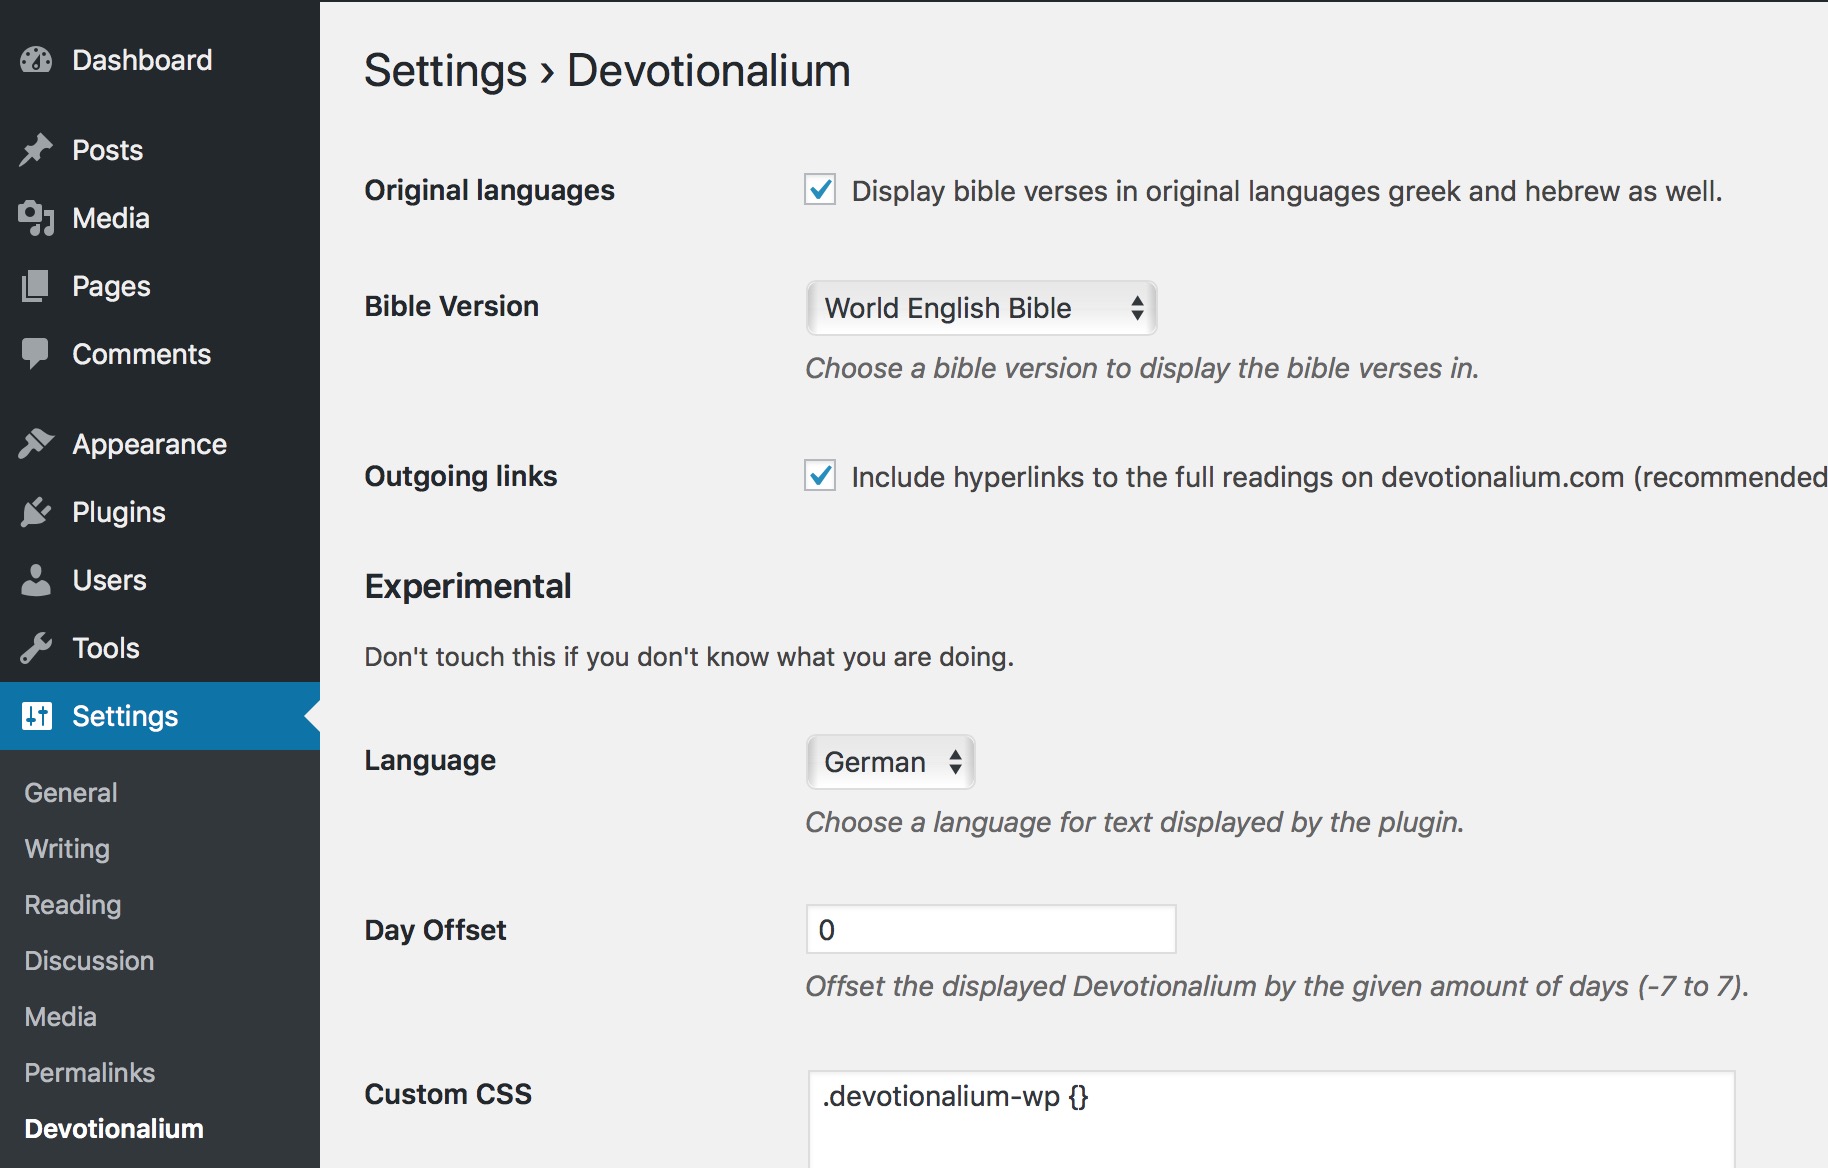 Dashboard
Posts
Media
Pages
Comments
Appearance
Plugins
Users
Tools
Settings
General
Writing
Reading
Discussion
Media
Permalinks
Devotionalium
Settings › Devotionalium
Original languages
Display bible verses in original languages greek and hebrew as well.
Bible Version
World English Bible
Choose a bible version to display the bible verses in.
Outgoing links
Include hyperlinks to the full readings on devotionalium.com (recommended
Experimental
Don't touch this if you don't know what you are doing.
Language
German
Choose a language for text displayed by the plugin.
Day Offset
0
Offset the displayed Devotionalium by the given amount of days (-7 to 7).
Custom CSS
.devotionalium-wp {}